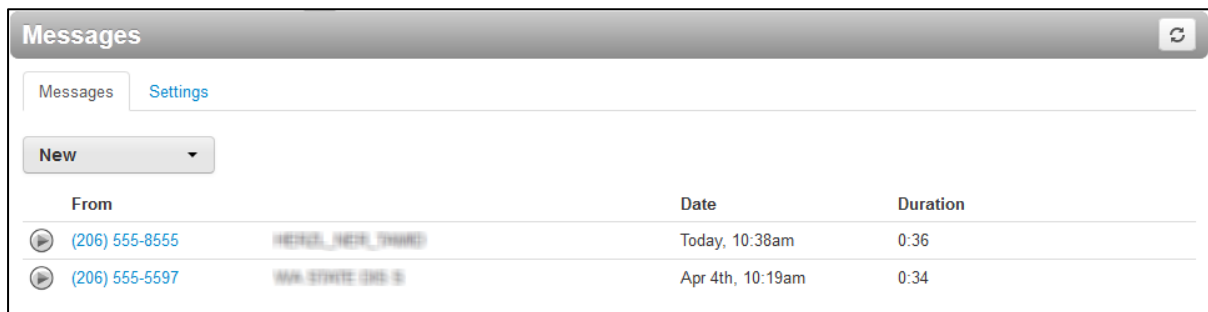 Messages
Messages Settings
New
From Date Duration
(206) 555-8555 Today, 10:38am 0:36
(206) 555-5597 Apr 4th, 10:19am 0:34